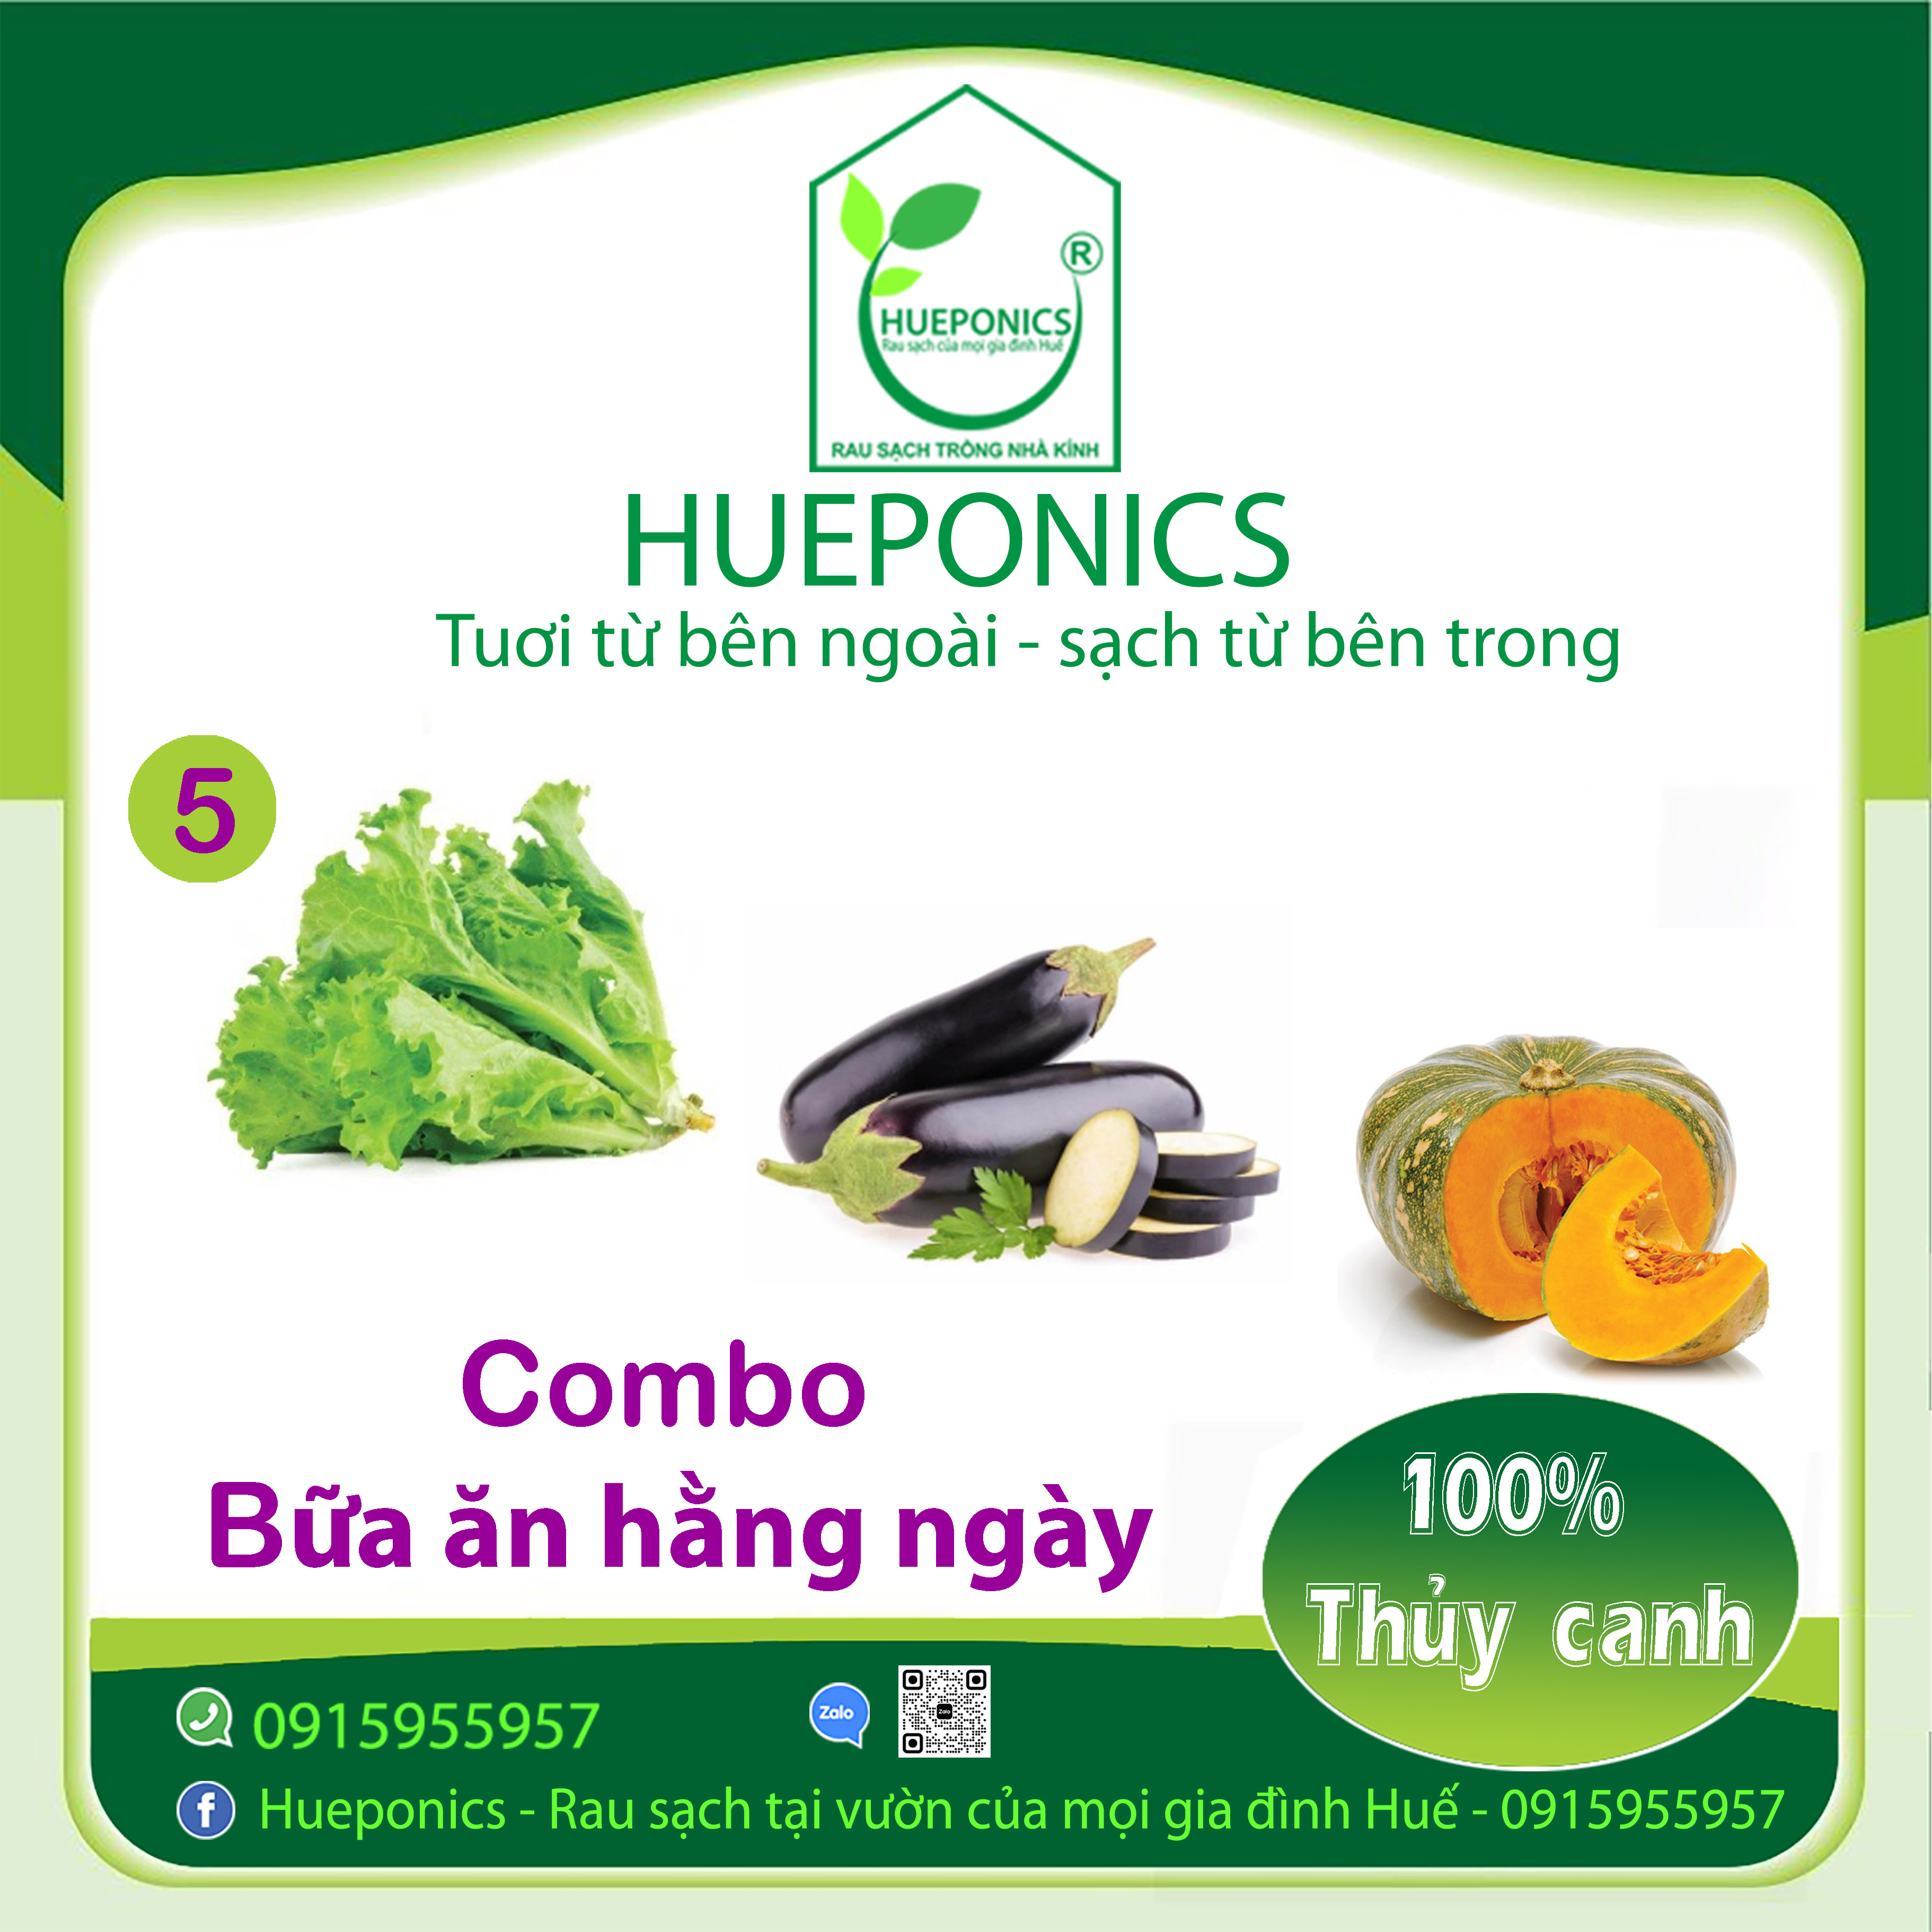 ®
HUEPONICS
Rau sạch của mọi gia đình Huế
RAU SẠCH TRỒNG NHÀ KÍNH
HUEPONICS
Tuơi từ bên ngoài - sạch từ bên trong
5
Combo
Bữa ăn hằng ngày
100%
Thủy canh
0915955957
Zalo
Zalo
Hueponics - Rau sạch tại vườn của mọi gia đình Huế - 0915955957